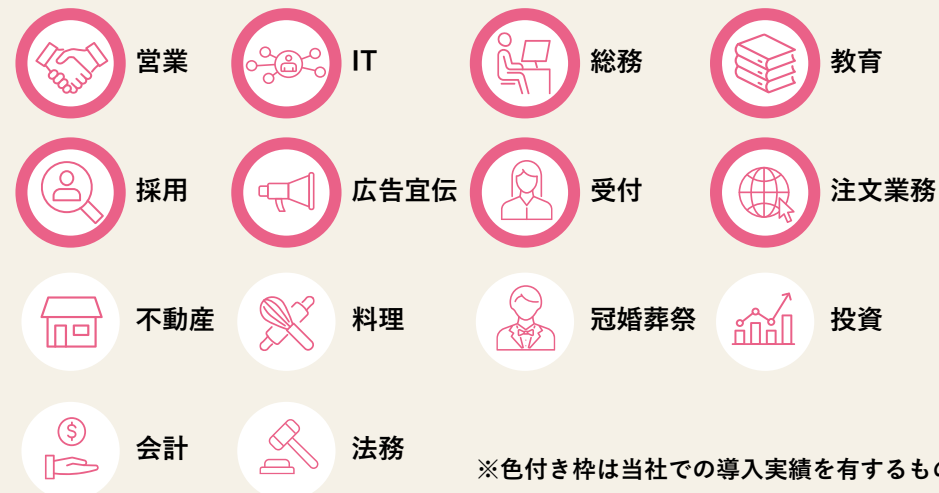 営業
IT
総務
教育
採用
広告宣伝
受付
注文業務
不動産
料理
冠婚葬祭
投資
会計
法務
※色付き枠は当社での導入実績を有するもの